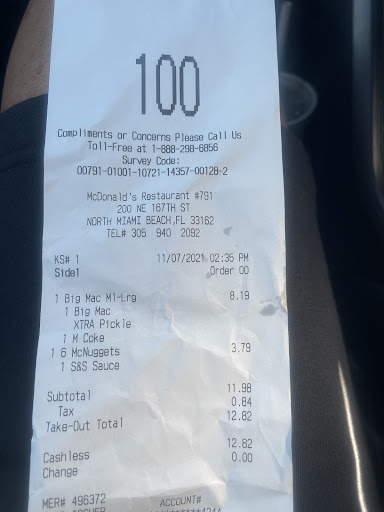 100
Compliments or Concerns Please Call Us
Toll-Free at 1-888-298-6856
Survey Code:
00791-01001-10721-14357-00128-2
McDonald's Restaurant #791
200 NE 167TH ST
NORTH MIAMI BEACH,FL 33162
TEL# 305 940 2092
KS# 1 11/07/2021 02:35 PM
Side1 Order 00
1 Big Mac Ml-Lrg 8.19
1 Big Mac
XTRA Pickle
1 M Coke
1 6 McNuggets 3.79
1 S&S Sauce
Subtotal 11.98
Tax 0.84
Take-Out Total 12.82
Cashless 12.82
Change 0.00
MER# 496372 ACCOUNT#